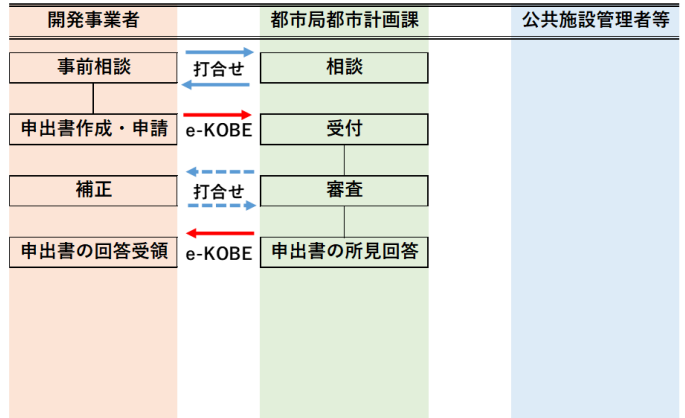 開発事業者
都市局都市計画課
公共施設管理者等
事前相談
打合せ
相談
申出書作成・申請
e-KOBE
受付
補正
打合せ
審査
申出書の回答受領
e-KOBE
申出書の所見回答